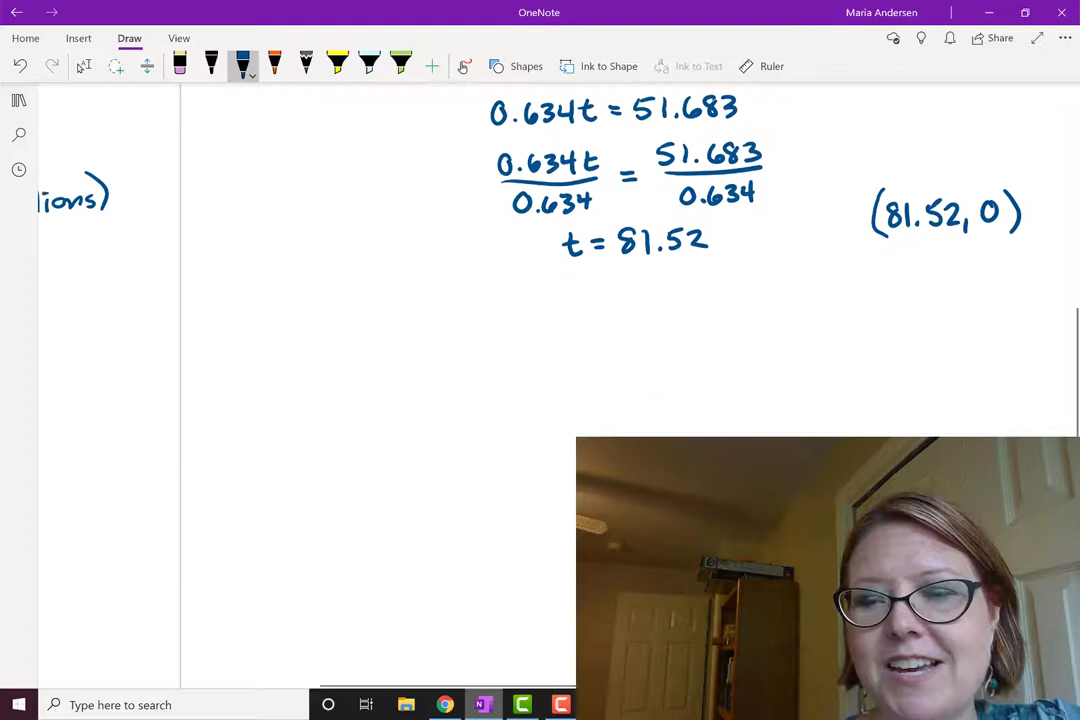 OneNote
Maria Andersen
Home Insert Draw View
Share
Shapes Ink to Shape Ink to Text Ruler
0.634t = 51.683
0.634t / 0.634 = 51.683 / 0.634
t = 81.52
(81.52, 0)
lions)
Type here to search